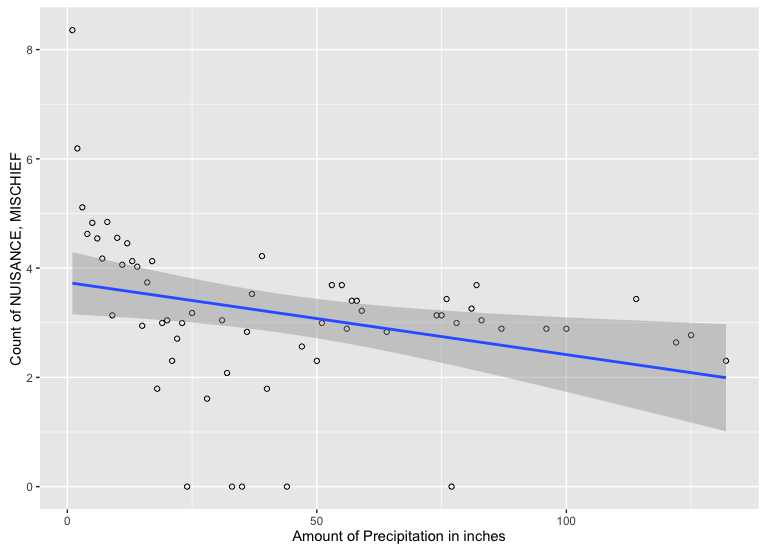 Count of NUISANCE, MISCHIEF
8
6
4
2
0
0 50 100
Amount of Precipitation in inches